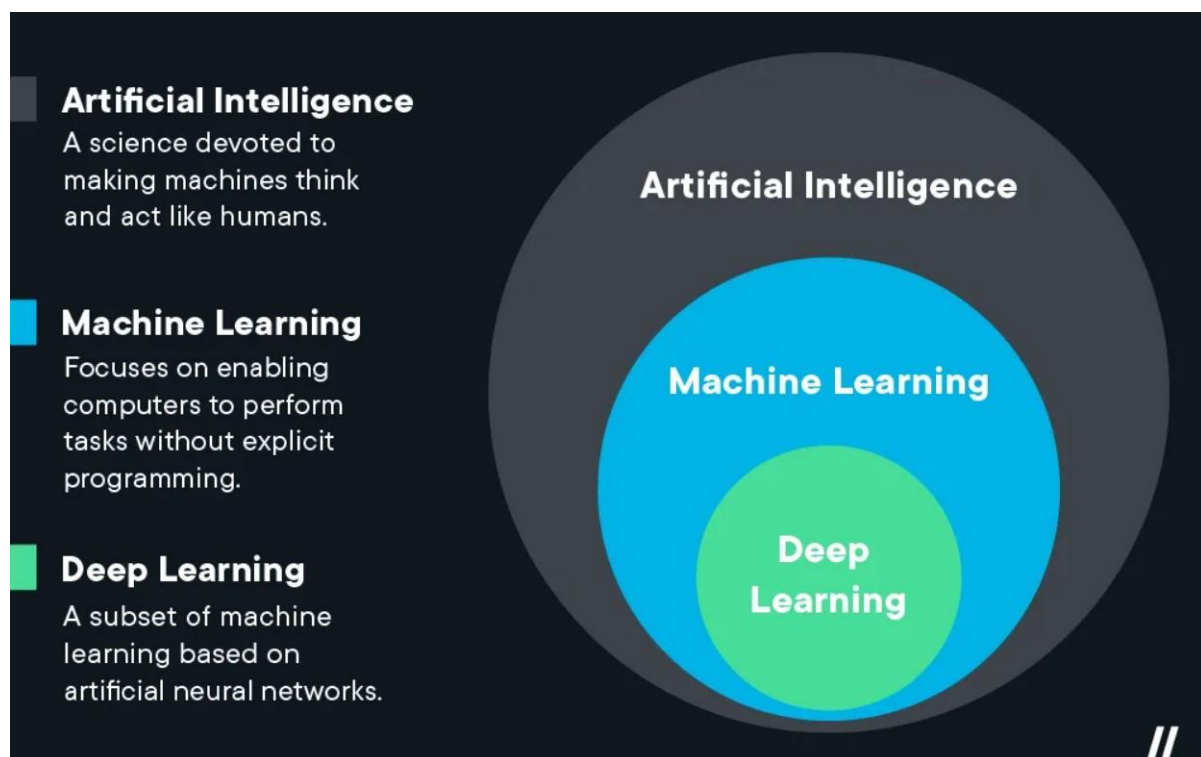 Artificial Intelligence
A science devoted to
making machines think
and act like humans.
Machine Learning
Focuses on enabling
computers to perform
tasks without explicit
programming.
Deep Learning
A subset of machine
learning based on
artificial neural networks.
Artificial Intelligence
Machine Learning
Deep
Learning
//